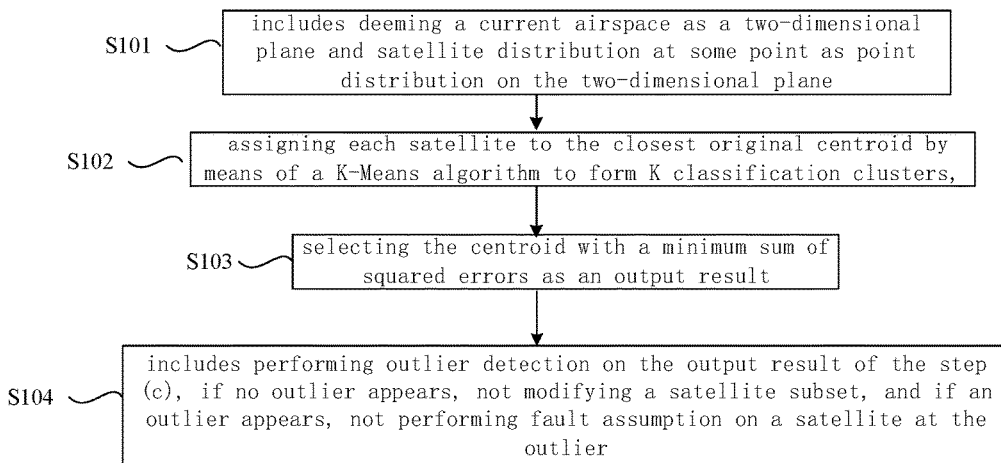 S101
includes deeming a current airspace as a two-dimensional
plane and satellite distribution at some point as point
distribution on the two-dimensional plane
S102
assigning each satellite to the closest original centroid by
means of a K-Means algorithm to form K classification clusters,
S103
selecting the centroid with a minimum sum of
squared errors as an output result
S104
includes performing outlier detection on the output result of the step
(c), if no outlier appears, not modifying a satellite subset, and if an
outlier appears, not performing fault assumption on a satellite at the
outlier